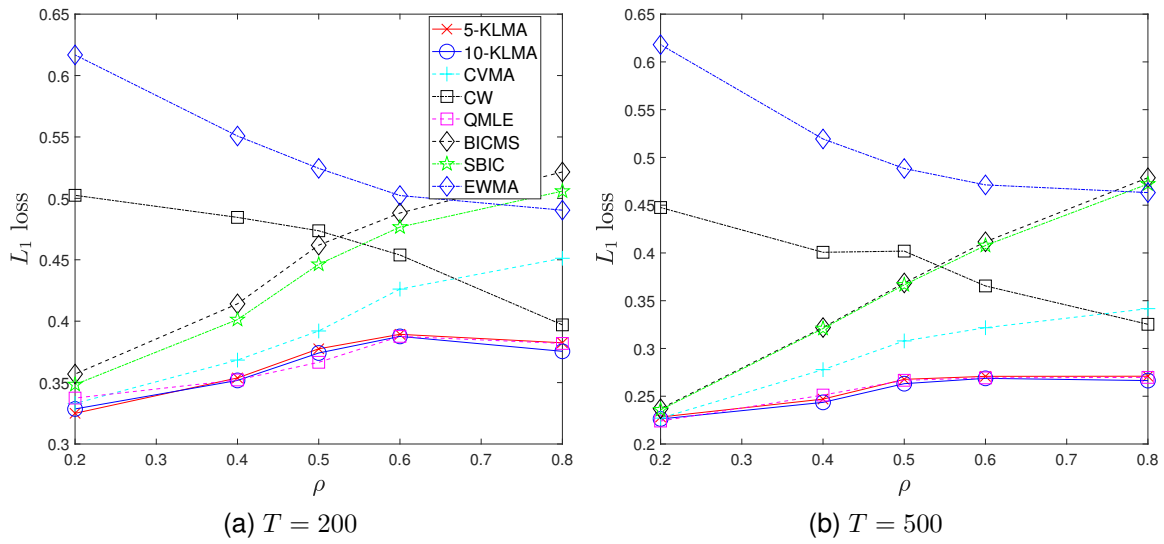 0.65
0.6
0.55
0.5
0.45
0.4
0.35
0.3
L1 loss
0.2 0.3 0.4 0.5 0.6 0.7 0.8
ρ
5-KLMA
10-KLMA
CVMA
CW
QMLE
BICMS
SBIC
EWMA
(a) T = 200
0.65
0.6
0.55
0.5
0.45
0.4
0.35
0.3
0.25
0.2
L1 loss
0.2 0.3 0.4 0.5 0.6 0.7 0.8
ρ
(b) T = 500